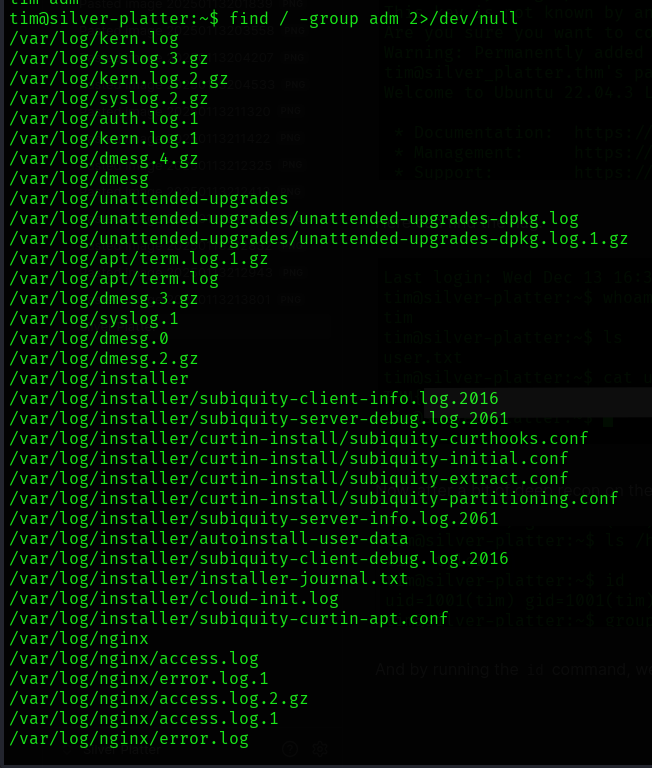 tim adm
tim@silver-platter:~$ find / -group adm 2>/dev/null
/var/log/kern.log
/var/log/syslog.3.gz
/var/log/kern.log.2.gz
/var/log/syslog.2.gz
/var/log/auth.log.1
/var/log/kern.log.1
/var/log/dmesg.4.gz
/var/log/dmesg
/var/log/unattended-upgrades
/var/log/unattended-upgrades/unattended-upgrades-dpkg.log
/var/log/unattended-upgrades/unattended-upgrades-dpkg.log.1.gz
/var/log/apt/term.log.1.gz
/var/log/apt/term.log
/var/log/dmesg.3.gz
/var/log/syslog.1
/var/log/dmesg.0
/var/log/dmesg.2.gz
/var/log/installer
/var/log/installer/subiquity-client-info.log.2016
/var/log/installer/subiquity-server-debug.log.2061
/var/log/installer/curtin-install/subiquity-curthooks.conf
/var/log/installer/curtin-install/subiquity-initial.conf
/var/log/installer/curtin-install/subiquity-extract.conf
/var/log/installer/curtin-install/subiquity-partitioning.conf
/var/log/installer/subiquity-server-info.log.2061
/var/log/installer/autoinstall-user-data
/var/log/installer/subiquity-client-debug.log.2016
/var/log/installer/installer-journal.txt
/var/log/installer/cloud-init.log
/var/log/installer/subiquity-curtin-apt.conf
/var/log/nginx
/var/log/nginx/access.log
/var/log/nginx/error.log.1
/var/log/nginx/access.log.2.gz
/var/log/nginx/access.log.1
/var/log/nginx/error.log